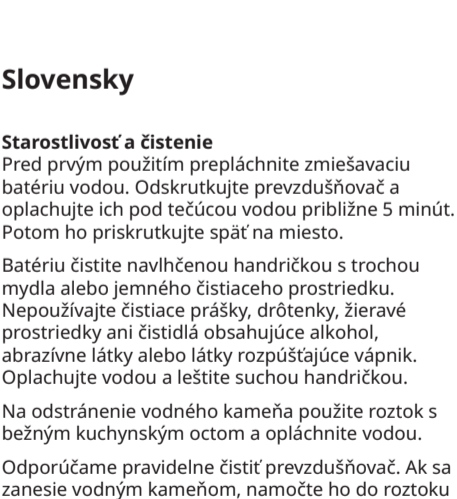 Slovensky
Starostlivosť a čistenie
Pred prvým použitím prepláchnite zmiešavaciu
batériu vodou. Odskrutkujte prevzdušňovač a
oplachujte ich pod tečúcou vodou približne 5 minút.
Potom ho priskrutkujte späť na miesto.
Batériu čistite navlhčenou handričkou s trochou
mydla alebo jemného čistiaceho prostriedku.
Nepoužívajte čistiace prášky, drôtenky, žieravé
prostriedky ani čistidlá obsahujúce alkohol,
abrazívne látky alebo látky rozpúšťajúce vápnik.
Oplachujte vodou a leštite suchou handričkou.
Na odstránenie vodného kameňa použite roztok s
bežným kuchynským octom a opláchnite vodou.
Odporúčame pravidelne čistiť prevzdušňovač. Ak sa
zanesie vodným kameňom, namočte ho do roztoku